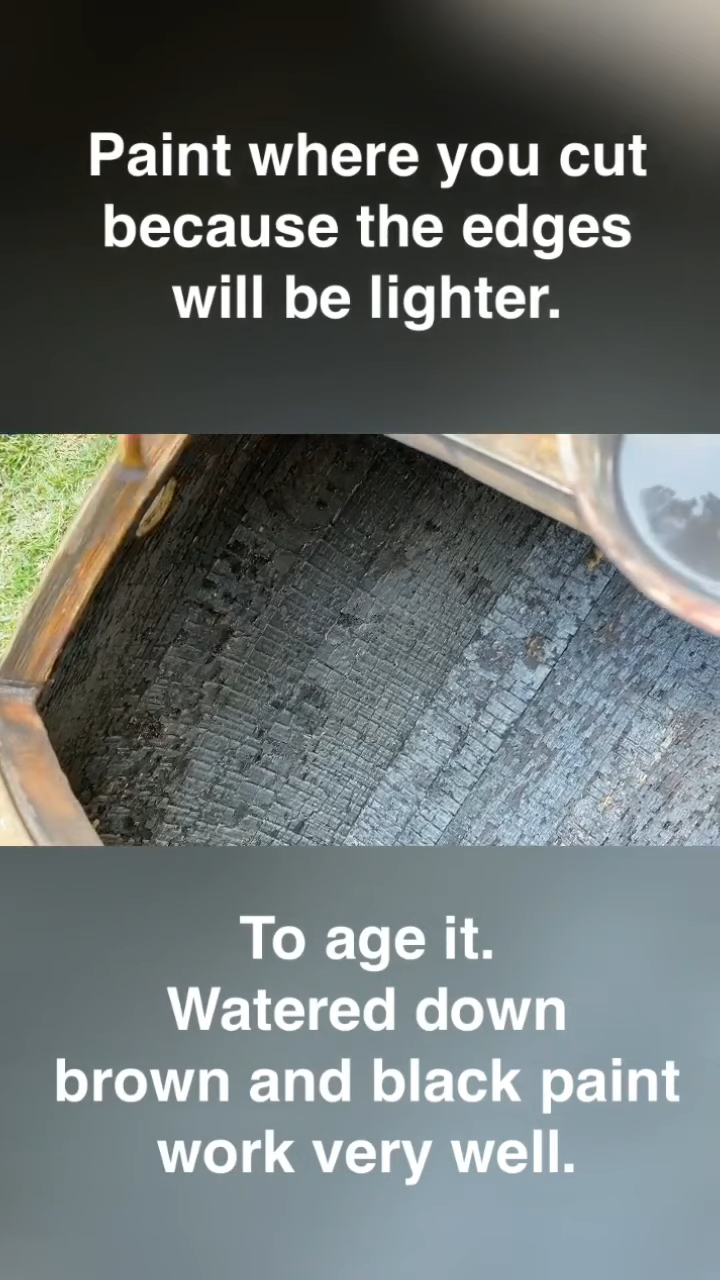 Paint where you cut
because the edges
will be lighter.
To age it.
Watered down
brown and black paint
work very well.